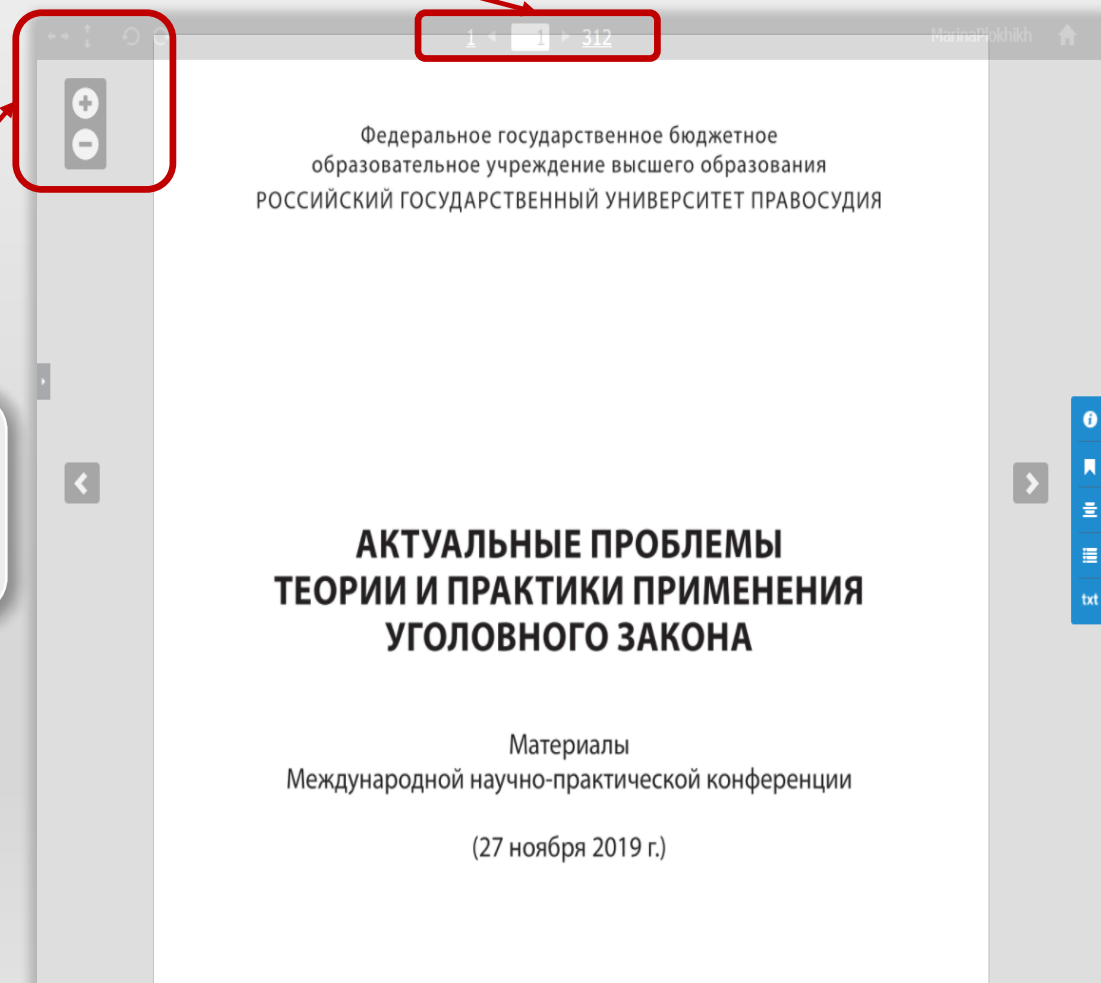 1 1 312 MarinaPlokhikh
Федеральное государственное бюджетное
образовательное учреждение высшего образования
РОССИЙСКИЙ ГОСУДАРСТВЕННЫЙ УНИВЕРСИТЕТ ПРАВОСУДИЯ
АКТУАЛЬНЫЕ ПРОБЛЕМЫ
ТЕОРИИ И ПРАКТИКИ ПРИМЕНЕНИЯ
УГОЛОВНОГО ЗАКОНА
txt
Материалы
Международной научно-практической конференции
(27 ноября 2019 г.)